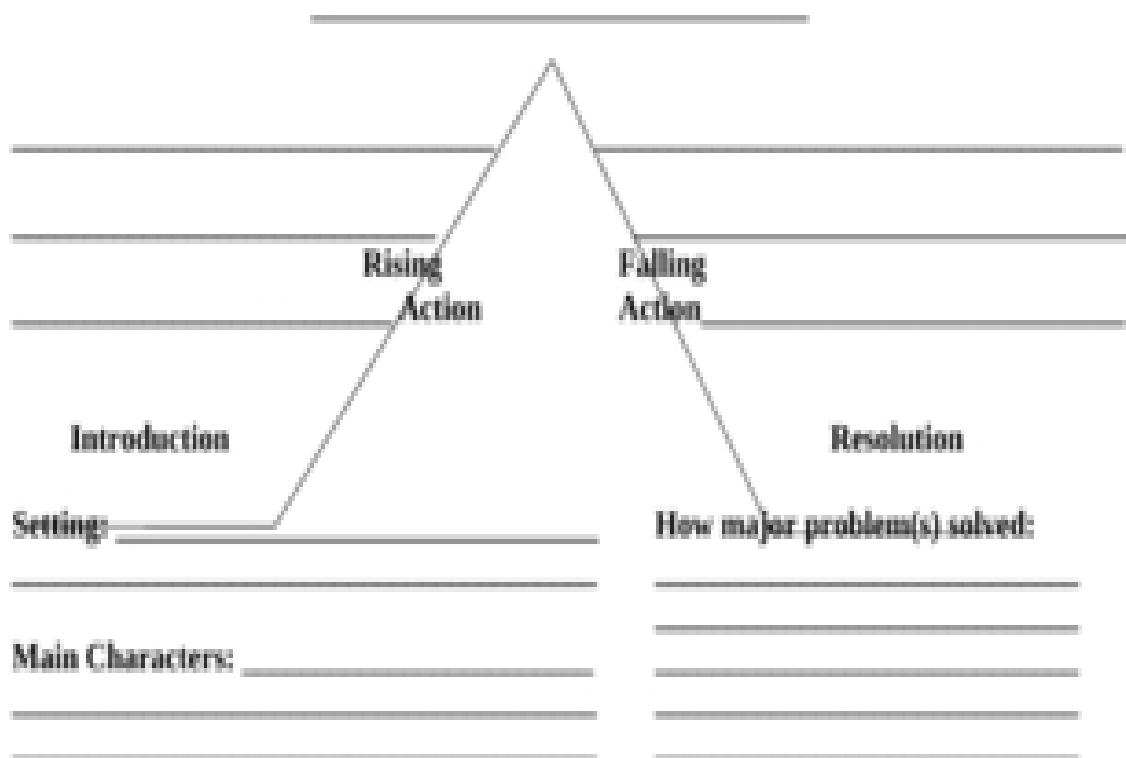 Rising
Action
Falling
Action
Introduction
Resolution
Setting:
How major problem(s) solved:
Main Characters: